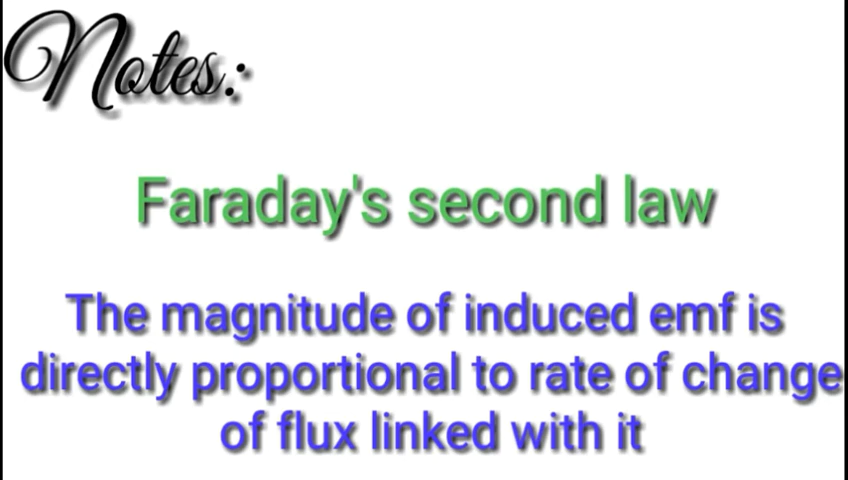 Notes:
Faraday's second law
The magnitude of induced emf is
directly proportional to rate of change
of flux linked with it